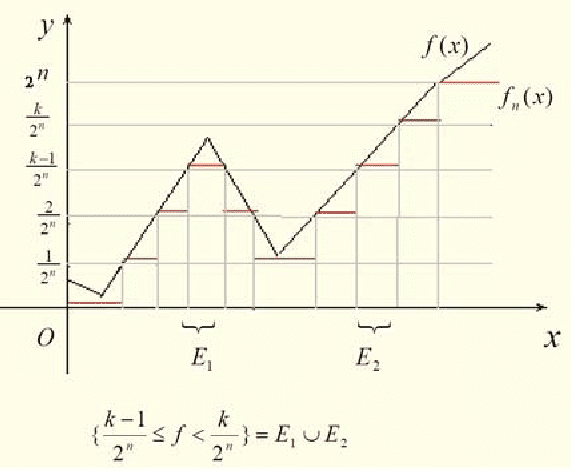 y
f(x)
2^n
f_n(x)
k/2^n
k-1/2^n
2/2^n
1/2^n
O
x
E_1
E_2
{k-1/2^n ≤ f < k/2^n} = E_1 ∪ E_2